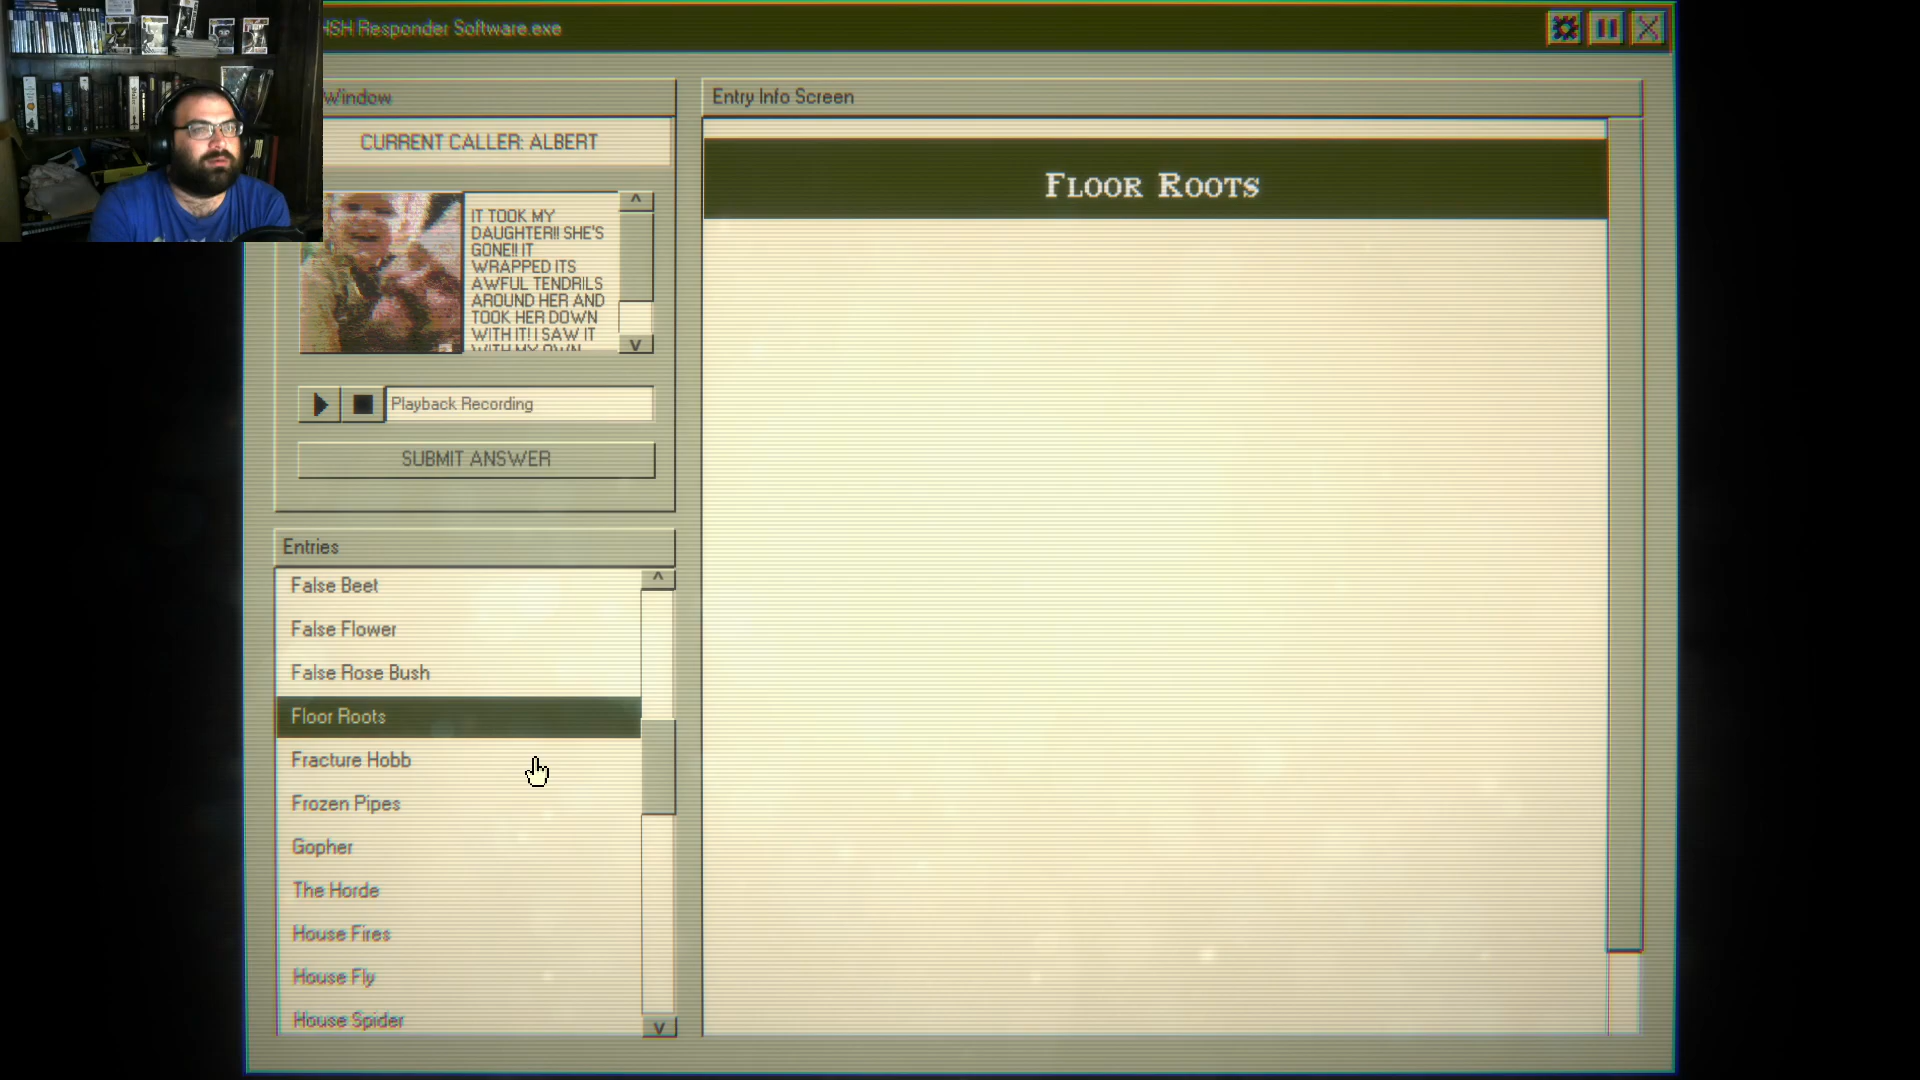 HSH Responder Software.exe
Window
CURRENT CALLER: ALBERT
IT TOOK MY
DAUGHTER!! SHE'S
GONE!! IT
WRAPPED ITS
AWFUL TENDRILS
AROUND HER AND
TOOK HER DOWN
WITH IT! I SAW IT
WITH MY OWN
Playback Recording
SUBMIT ANSWER
Entries
False Beet
False Flower
False Rose Bush
Floor Roots
Fracture Hobb
Frozen Pipes
Gopher
The Horde
House Fires
House Fly
House Spider
Entry Info Screen
Floor Roots